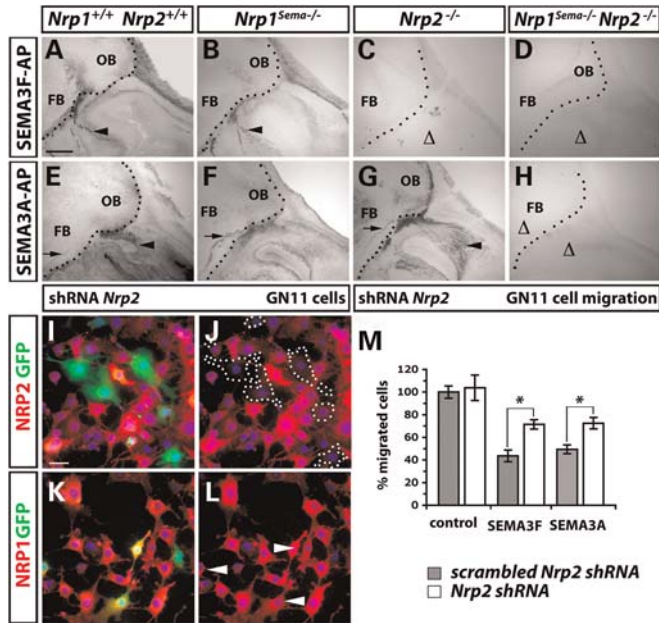 Nrp1+/+ Nrp2+/+
Nrp1Sema-/-
Nrp2-/-
Nrp1Sema-/- Nrp2-/-
SEMA3F-AP
A
OB
FB
B
OB
FB
C
FB
D
OB
FB
SEMA3A-AP
E
OB
FB
F
OB
FB
G
OB
FB
H
FB
shRNA Nrp2 GN11 cells
shRNA Nrp2 GN11 cell migration
NRP2 GFP
I
J
NRP1 GFP
K
L
M
% migrated cells
120
100
80
60
40
20
0
*
*
control SEMA3F SEMA3A
scrambled Nrp2 shRNA
Nrp2 shRNA